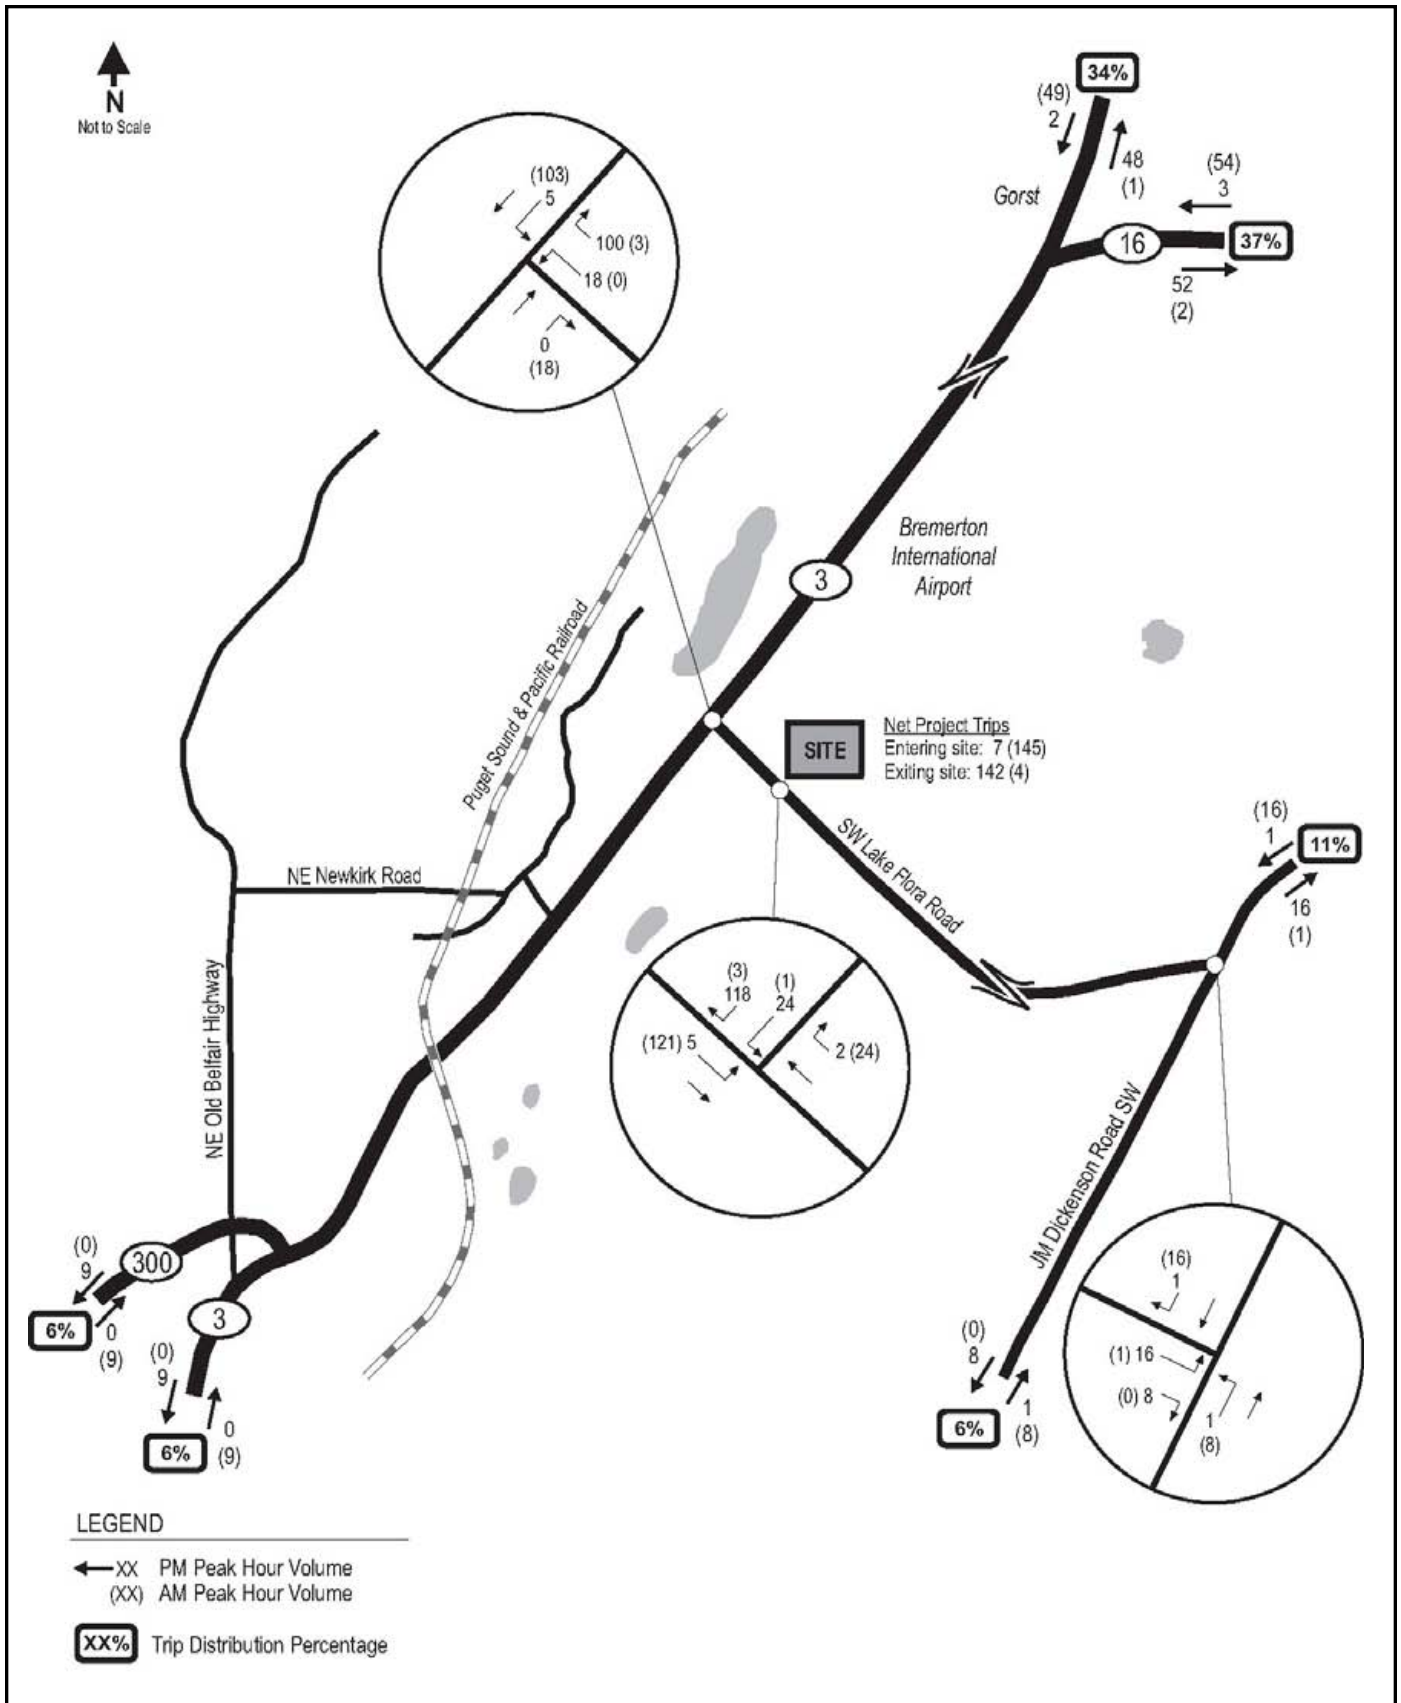 N
Not to Scale
34%
(49)
2
48
(1)
Gorst
(54)
3
16
37%
52
(2)
(103)
5
100 (3)
18 (0)
0
(18)
Bremerton
International
Airport
3
Puget Sound & Pacific Railroad
SITE
Net Project Trips
Entering site: 7 (145)
Exiting site: 142 (4)
SW Lake Flora Road
(16)
1
11%
16
(1)
NE Newkirk Road
NE Old Belfair Highway
(3)
118
(1)
24
(121) 5
2 (24)
JM Dickenson Road SW
(0)
9
300
6%
0
(9)
3
(0)
9
0
(9)
6%
(0)
8
6%
1
(8)
(16)
1
(1) 16
(0) 8
1
(8)
LEGEND
XX PM Peak Hour Volume
(XX) AM Peak Hour Volume
XX% Trip Distribution Percentage